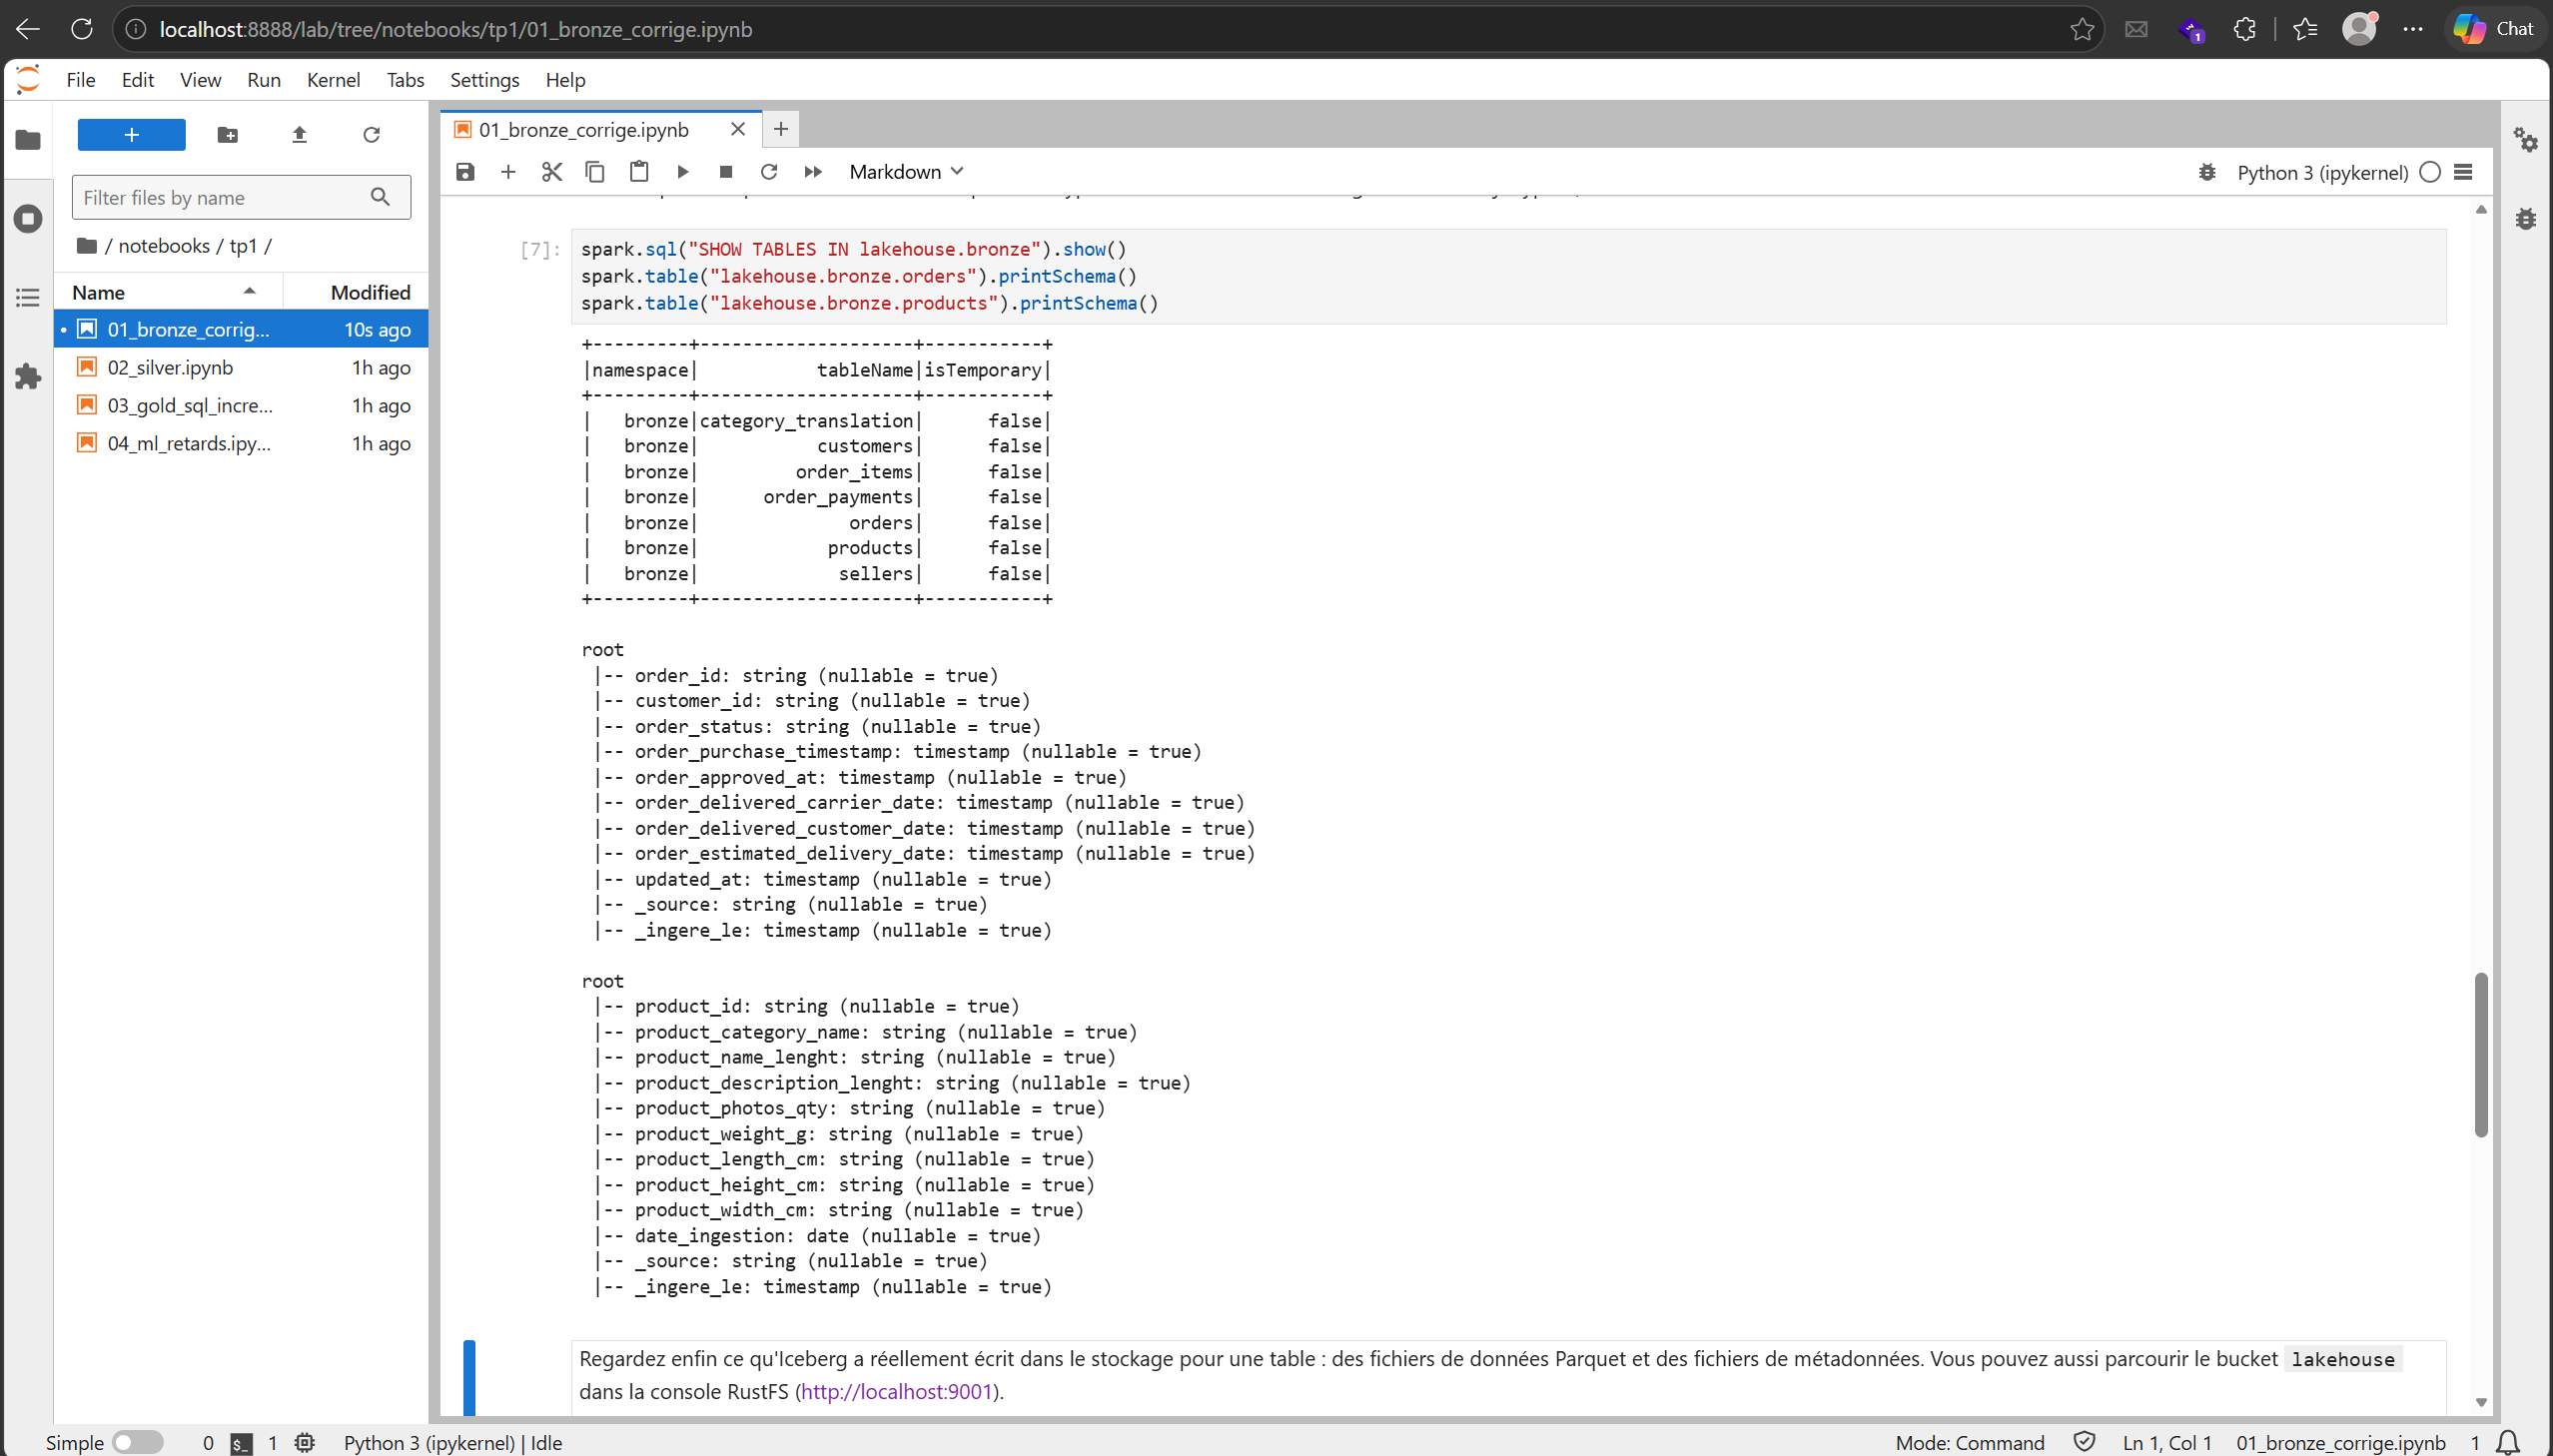 localhost:8888/lab/tree/notebooks/tp1/01_bronze_corrige.ipynb
1
Chat
File Edit View Run Kernel Tabs Settings Help
01_bronze_corrige.ipynb
Filter files by name
/ notebooks / tp1 /
Name Modified
01_bronze_corrig... 10s ago
02_silver.ipynb 1h ago
03_gold_sql_incre... 1h ago
04_ml_retards.ipy... 1h ago
Markdown
Python 3 (ipykernel)
[7]:
spark.sql("SHOW TABLES IN lakehouse.bronze").show()
spark.table("lakehouse.bronze.orders").printSchema()
spark.table("lakehouse.bronze.products").printSchema()
+---------+--------------------+-----------+
|namespace|           tableName|isTemporary|
+---------+--------------------+-----------+
|   bronze|category_translation|      false|
|   bronze|           customers|      false|
|   bronze|         order_items|      false|
|   bronze|      order_payments|      false|
|   bronze|              orders|      false|
|   bronze|            products|      false|
|   bronze|             sellers|      false|
+---------+--------------------+-----------+
root
 |-- order_id: string (nullable = true)
 |-- customer_id: string (nullable = true)
 |-- order_status: string (nullable = true)
 |-- order_purchase_timestamp: timestamp (nullable = true)
 |-- order_approved_at: timestamp (nullable = true)
 |-- order_delivered_carrier_date: timestamp (nullable = true)
 |-- order_delivered_customer_date: timestamp (nullable = true)
 |-- order_estimated_delivery_date: timestamp (nullable = true)
 |-- updated_at: timestamp (nullable = true)
 |-- _source: string (nullable = true)
 |-- _ingere_le: timestamp (nullable = true)
root
 |-- product_id: string (nullable = true)
 |-- product_category_name: string (nullable = true)
 |-- product_name_lenght: string (nullable = true)
 |-- product_description_lenght: string (nullable = true)
 |-- product_photos_qty: string (nullable = true)
 |-- product_weight_g: string (nullable = true)
 |-- product_length_cm: string (nullable = true)
 |-- product_height_cm: string (nullable = true)
 |-- product_width_cm: string (nullable = true)
 |-- date_ingestion: date (nullable = true)
 |-- _source: string (nullable = true)
 |-- _ingere_le: timestamp (nullable = true)
Regardez enfin ce qu'Iceberg a réellement écrit dans le stockage pour une table : des fichiers de données Parquet et des fichiers de métadonnées. Vous pouvez aussi parcourir le bucket lakehouse
dans la console RustFS (http://localhost:9001).
Simple 0 $_ 1 Python 3 (ipykernel) | Idle
Mode: Command Ln 1, Col 1 01_bronze_corrige.ipynb 1